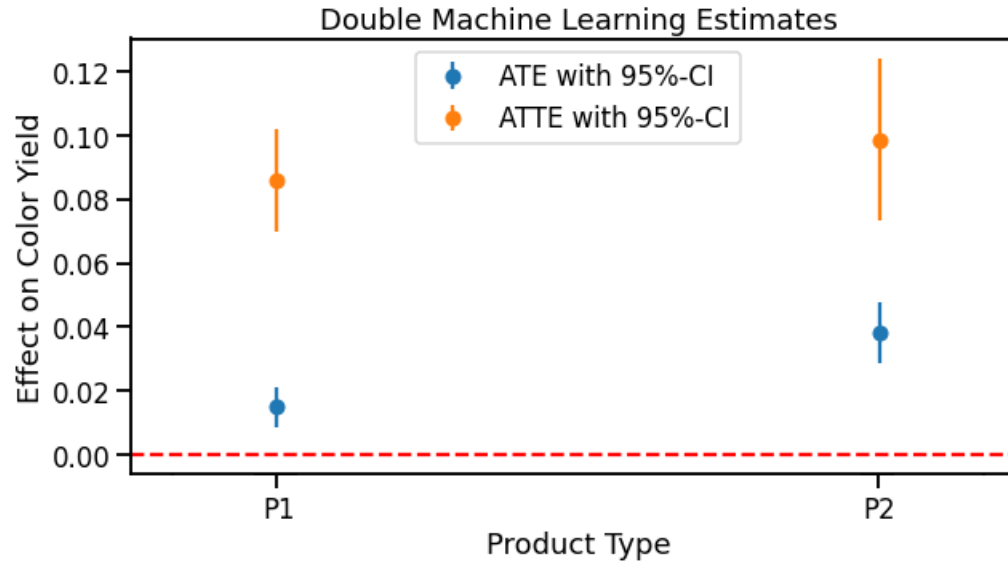 Double Machine Learning Estimates
ATE with 95%-CI
ATTE with 95%-CI
Effect on Color Yield
0.12
0.10
0.08
0.06
0.04
0.02
0.00
P1
P2
Product Type